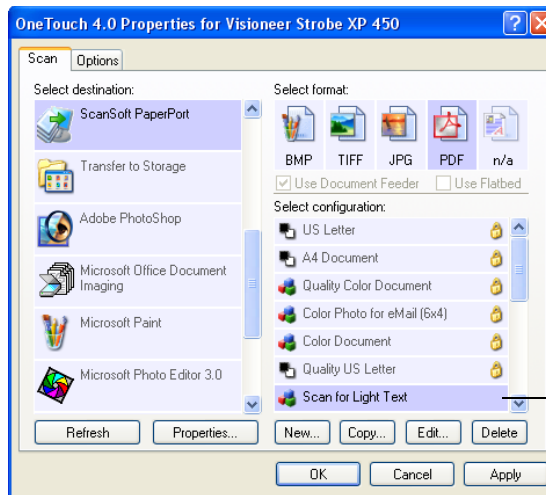 OneTouch 4.0 Properties for Visioneer Strobe XP 450
Scan
Options
Select destination:
ScanSoft PaperPort
Transfer to Storage
Adobe PhotoShop
Microsoft Office Document
Imaging
Microsoft Paint
Microsoft Photo Editor 3.0
Refresh
Properties...
Select format:
BMP
TIFF
JPG
PDF
n/a
Use Document Feeder
Use Flatbed
Select configuration:
US Letter
A4 Document
Quality Color Document
Color Photo for eMail (6x4)
Color Document
Quality US Letter
Scan for Light Text
New...
Copy...
Edit...
Delete
OK
Cancel
Apply